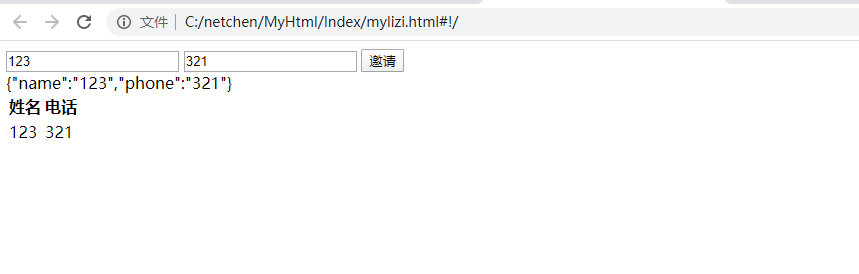 文件 C:/netchen/MyHtml/Index/mylizi.html#!/
123 321 邀请
{"name":"123","phone":"321"}
姓名 电话
123 321